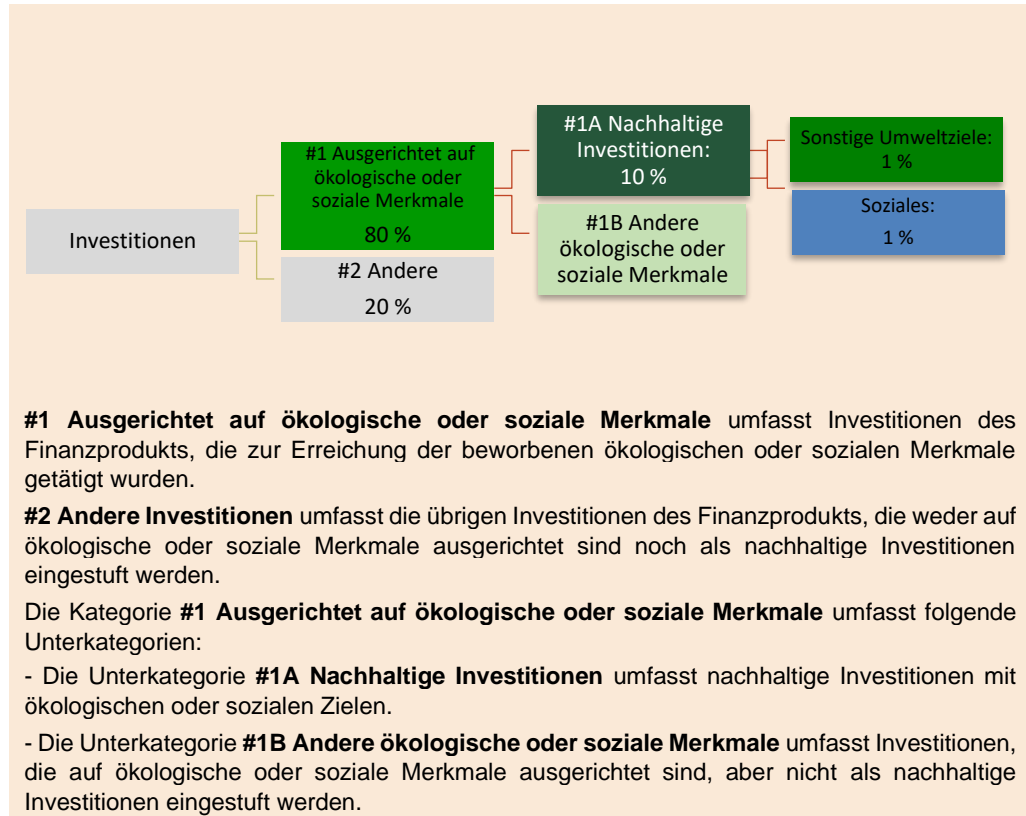 Investitionen
#1 Ausgerichtet auf
ökologische oder
soziale Merkmale
80 %
#2 Andere
20 %
#1A Nachhaltige
Investitionen:
10 %
#1B Andere
ökologische oder
soziale Merkmale
Sonstige Umweltziele:
1 %
Soziales:
1 %
#1 Ausgerichtet auf ökologische oder soziale Merkmale umfasst Investitionen des
Finanzprodukts, die zur Erreichung der beworbenen ökologischen oder sozialen Merkmale
getätigt wurden.
#2 Andere Investitionen umfasst die übrigen Investitionen des Finanzprodukts, die weder auf
ökologische oder soziale Merkmale ausgerichtet sind noch als nachhaltige Investitionen
eingestuft werden.
Die Kategorie #1 Ausgerichtet auf ökologische oder soziale Merkmale umfasst folgende
Unterkategorien:
- Die Unterkategorie #1A Nachhaltige Investitionen umfasst nachhaltige Investitionen mit
ökologischen oder sozialen Zielen.
- Die Unterkategorie #1B Andere ökologische oder soziale Merkmale umfasst Investitionen,
die auf ökologische oder soziale Merkmale ausgerichtet sind, aber nicht als nachhaltige
Investitionen eingestuft werden.